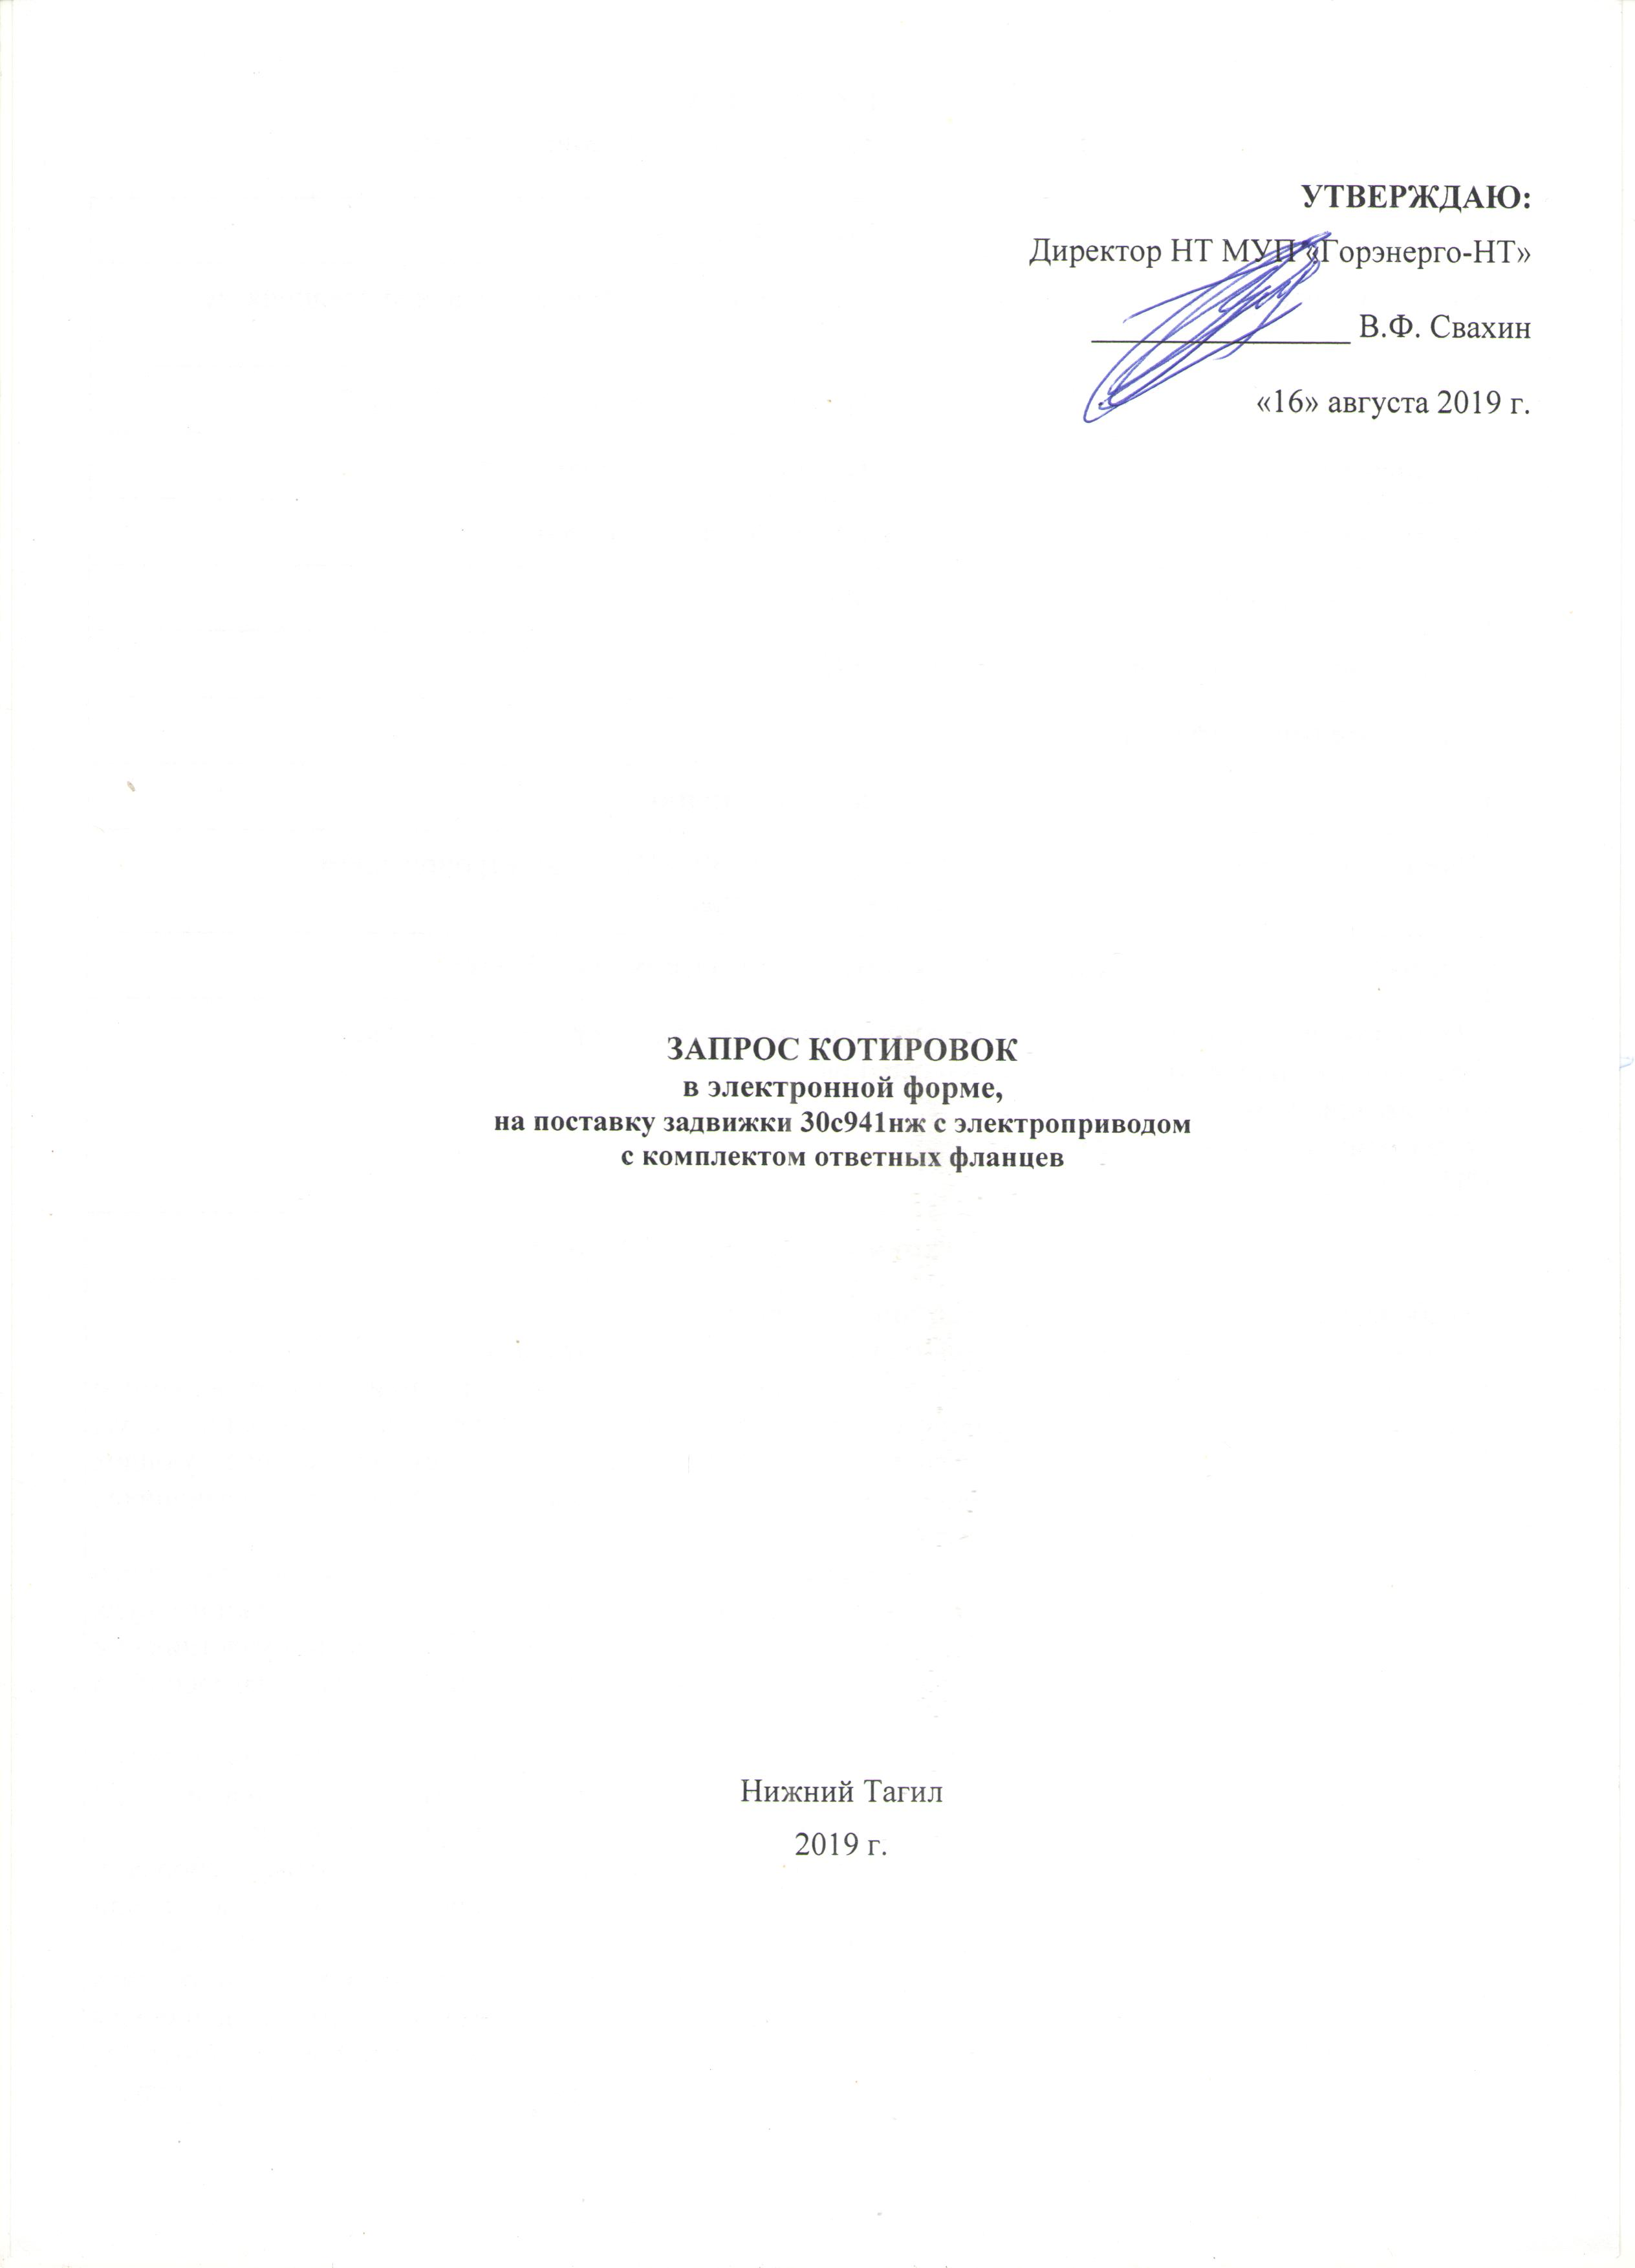 УТВЕРЖДАЮ:
Директор НТ МУП «Горэнерго-НТ»
В.Ф. Свахин
«16» августа 2019 г.
ЗАПРОС КОТИРОВОК
в электронной форме,
на поставку задвижки 30с941нж с электроприводом
с комплектом ответных фланцев
Нижний Тагил
2019 г.